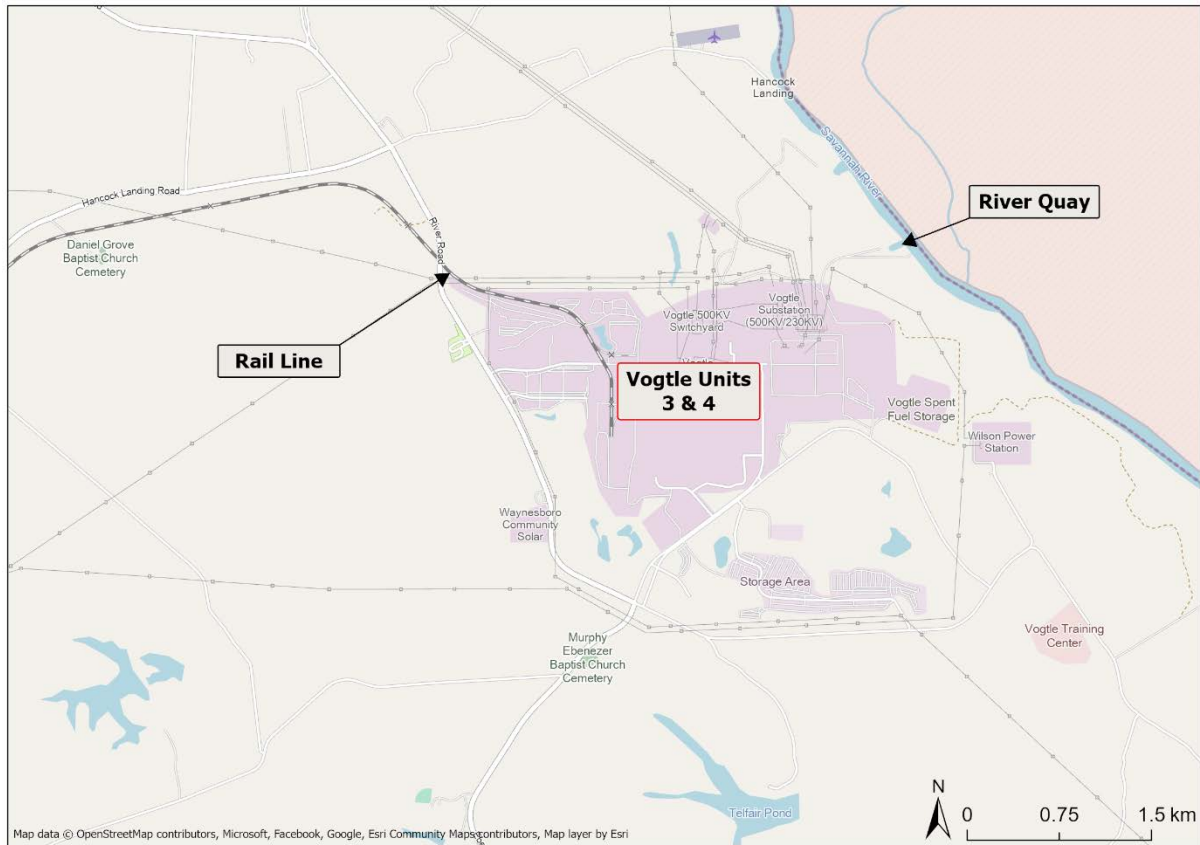 Hancock
Landing
Savannah River
Hancock Landing Road
River Quay
River Road
Daniel Grove
Baptist Church
Cemetery
Vogtle
Substation
(500KV/230KV)
Vogtle 500KV
Switchyard
Rail Line
Vogtle Units
3 & 4
Vogtle Spent
Fuel Storage
Wilson Power
Station
Waynesboro
Community
Solar
Storage Area
Murphy
Ebenezer
Baptist Church
Cemetery
Vogtle Training
Center
Telfair Pond
N
0 0.75 1.5 km
Map data © OpenStreetMap contributors, Microsoft, Facebook, Google, Esri Community Maps contributors, Map layer by Esri